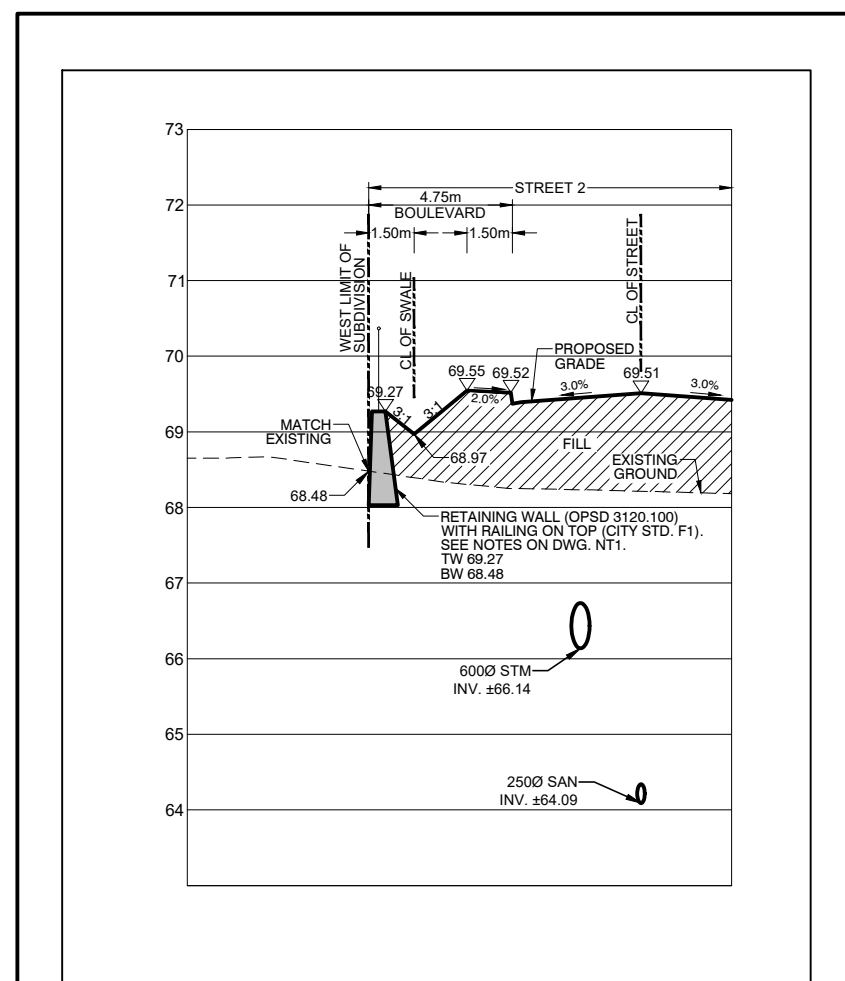 73
72
71
70
69
68
67
66
65
64
STREET 2
4.75m
BOULEVARD
1.50m
1.50m
WEST LIMIT OF
SUBDIVISION
CL OF SWALE
CL OF STREET
69.27
3:1
3:1
69.55
69.52
2.0%
PROPOSED
GRADE
69.51
3.0%
3.0%
MATCH
EXISTING
68.97
FILL
EXISTING
GROUND
68.48
RETAINING WALL (OPSD 3120.100)
WITH RAILING ON TOP (CITY STD. F1).
SEE NOTES ON DWG. NT1.
TW 69.27
BW 68.48
600Ø STM
INV. ±66.14
250Ø SAN
INV. ±64.09